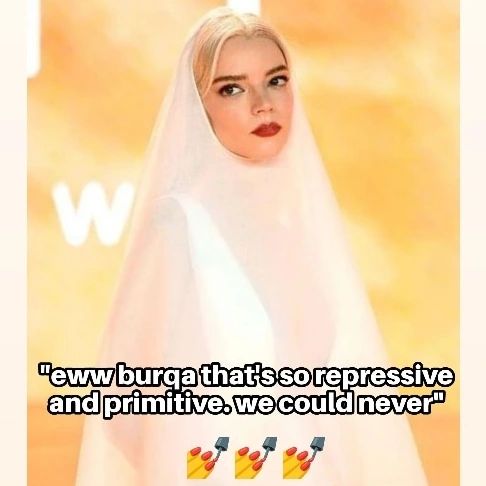 W
"eww burqa that's so repressive
and primitive. we could never"
💅💅💅